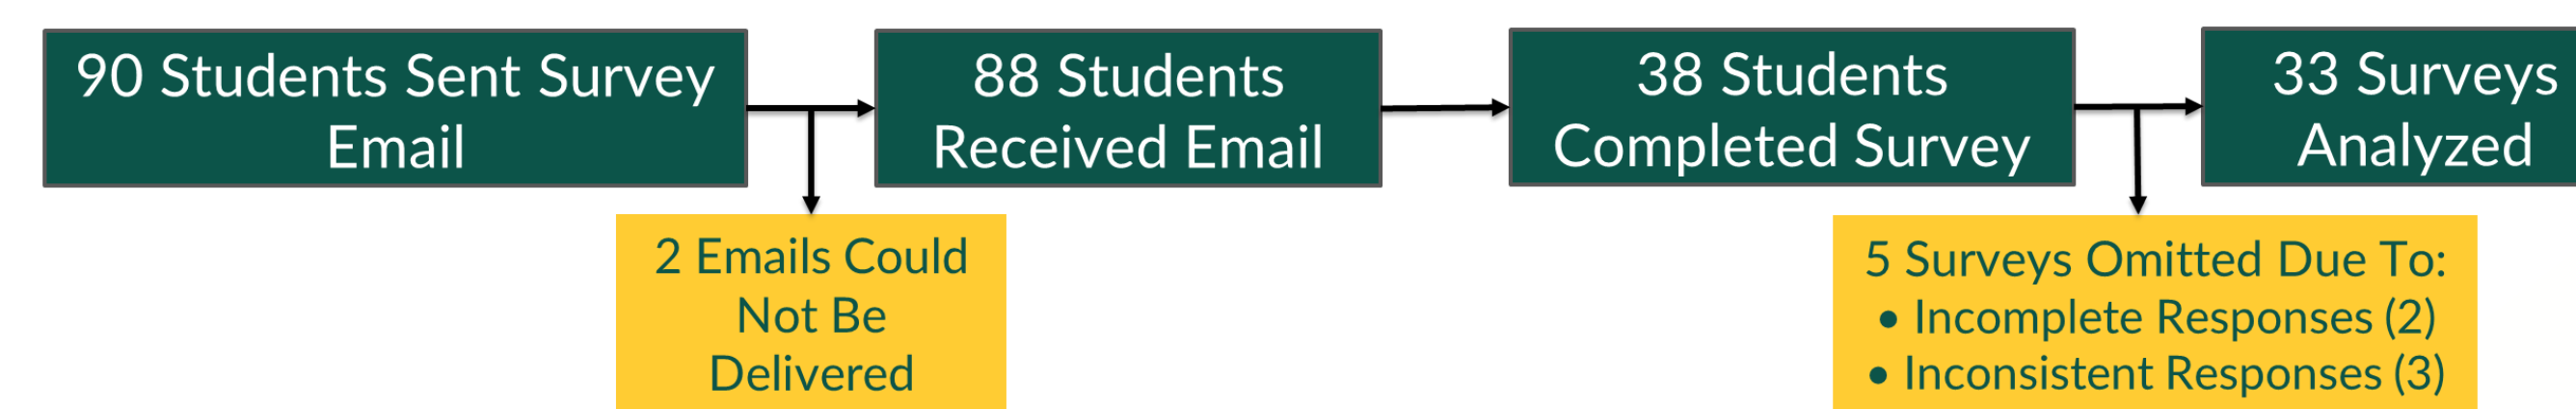 90 Students Sent Survey
Email
88 Students
Received Email
38 Students
Completed Survey
33 Surveys
Analyzed
2 Emails Could
Not Be
Delivered
5 Surveys Omitted Due To:
• Incomplete Responses (2)
• Inconsistent Responses (3)